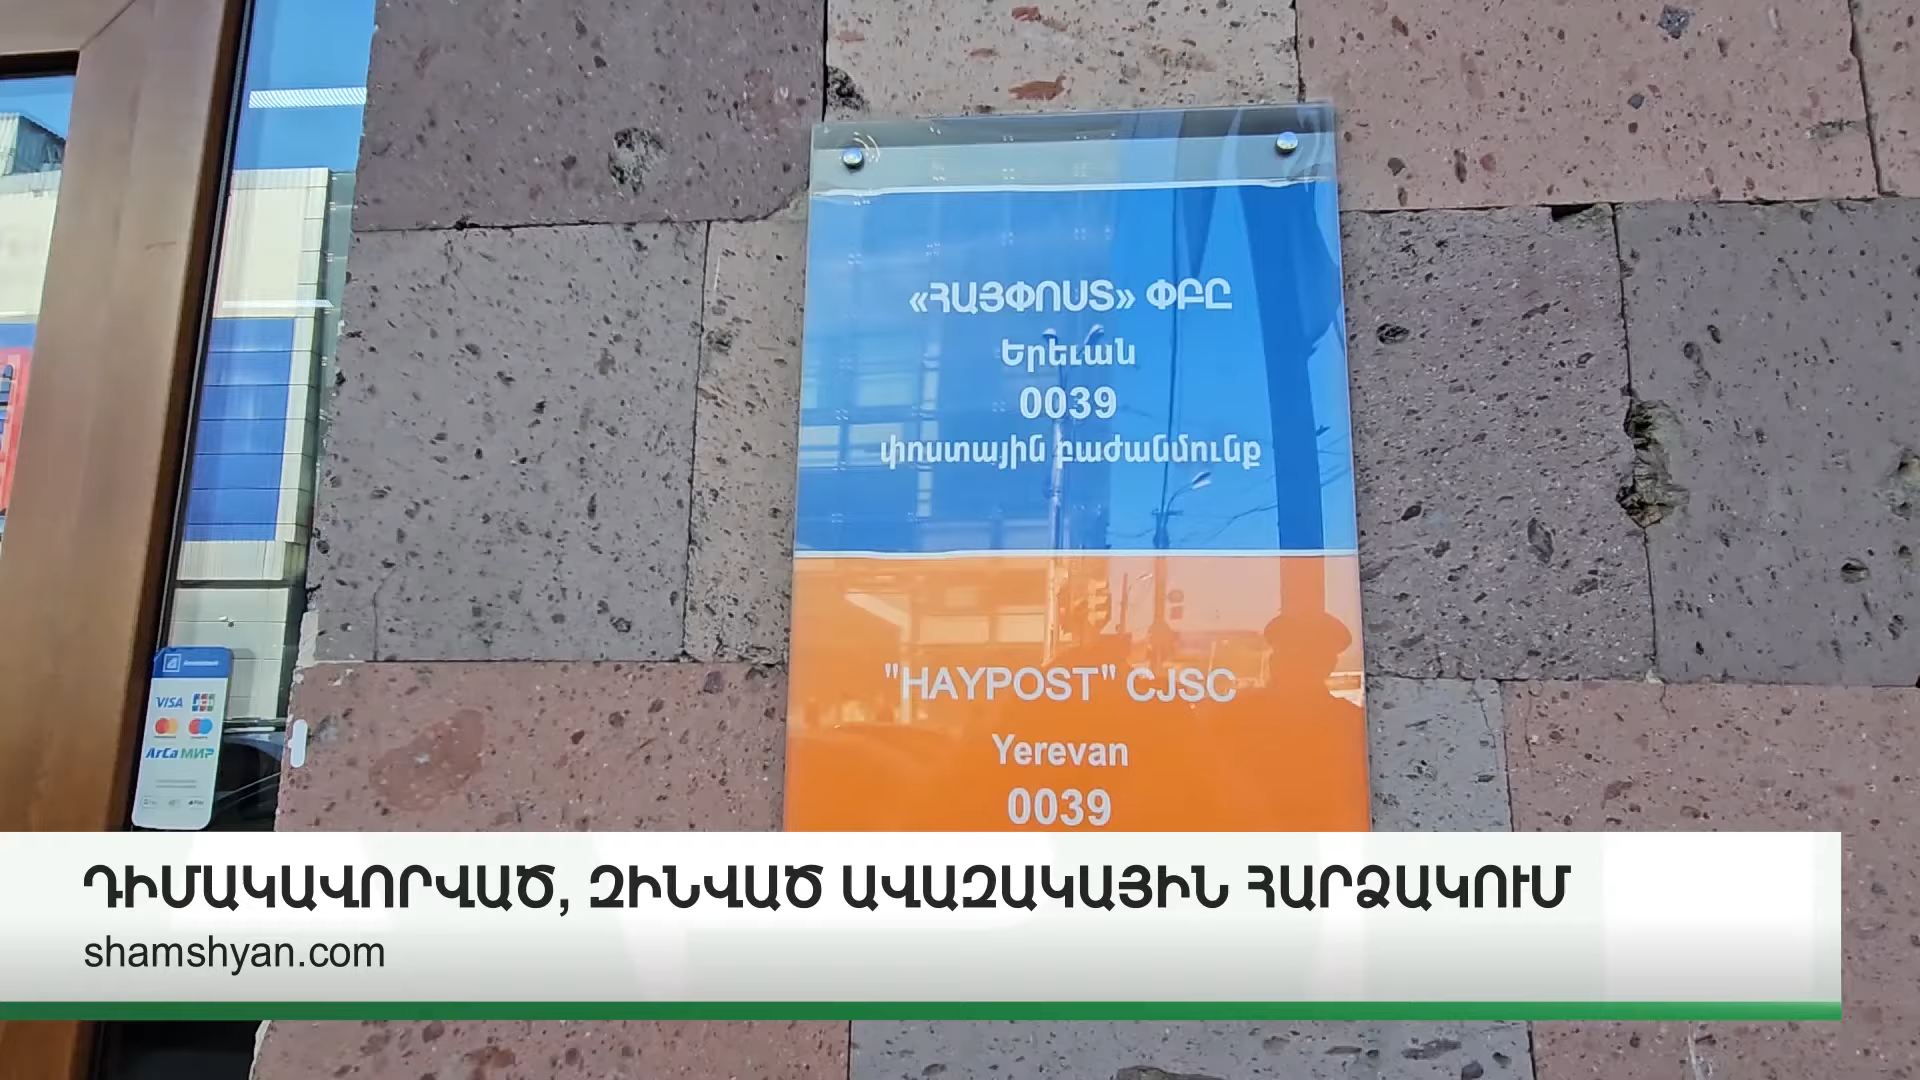 «ՀԱՅՓՈՍՏ» ՓԲԸ
Երեւան
0039
փոստային բաժանմունք
"HAYPOST" CJSC
Yerevan
0039
VISA JCB
ArCa МИР
ԴԻՄԱԿԱՎՈՐՎԱԾ, ԶԻՆՎԱԾ ԱՎԱԶԱԿԱՅԻՆ ՀԱՐՁԱԿՈՒՄ
shamshyan.com